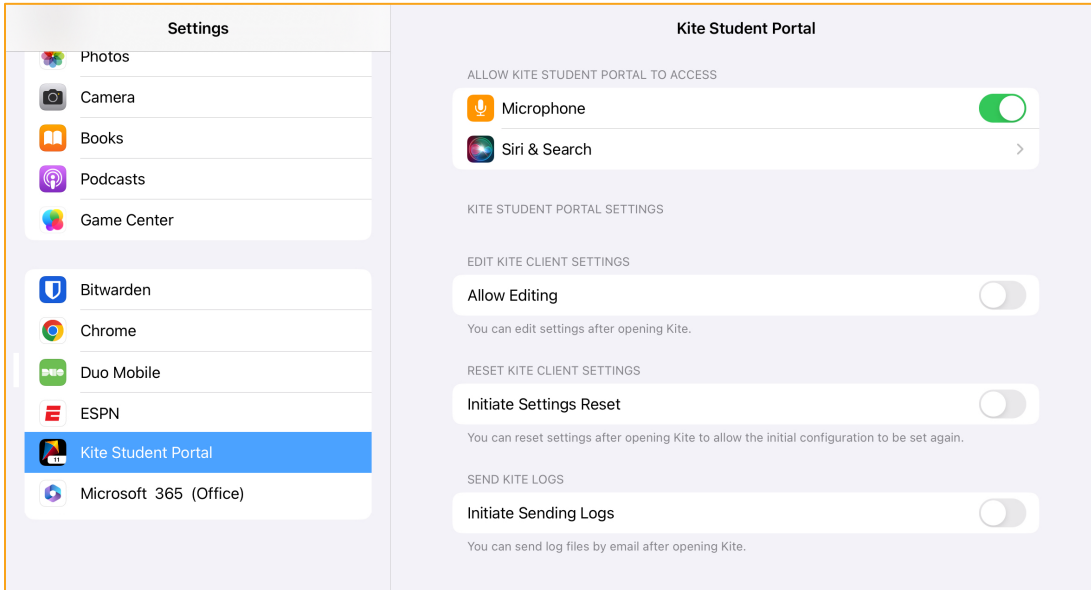 Settings
Photos
Camera
Books
Podcasts
Game Center
Bitwarden
Chrome
DUO
Duo Mobile
ESPN
11
Kite Student Portal
Microsoft 365 (Office)
Kite Student Portal
ALLOW KITE STUDENT PORTAL TO ACCESS
Microphone
Siri & Search
KITE STUDENT PORTAL SETTINGS
EDIT KITE CLIENT SETTINGS
Allow Editing
You can edit settings after opening Kite.
RESET KITE CLIENT SETTINGS
Initiate Settings Reset
You can reset settings after opening Kite to allow the initial configuration to be set again.
SEND KITE LOGS
Initiate Sending Logs
You can send log files by email after opening Kite.